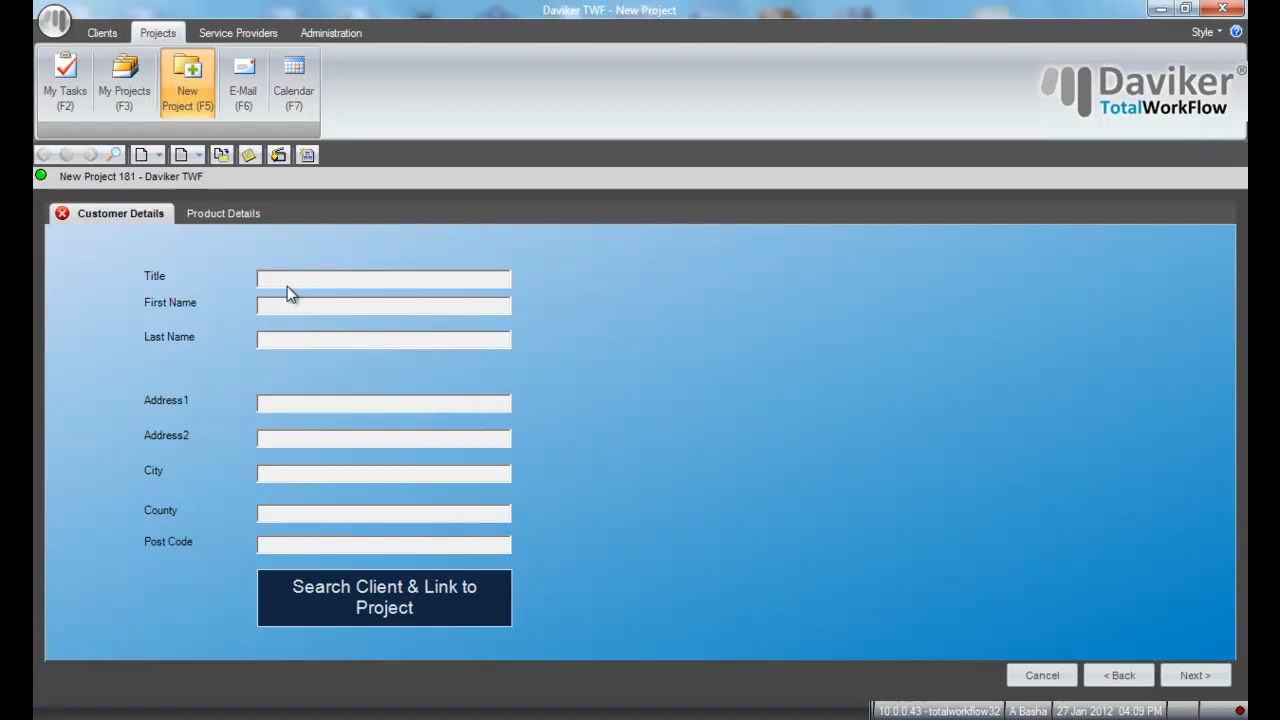 Daviker TWF - New Project
Clients Projects Service Providers Administration Style
My Tasks (F2)
My Projects (F3)
New Project (F5)
E-Mail (F6)
Calendar (F7)
Daviker®
TotalWorkFlow
New Project 181 - Daviker TWF
Customer Details Product Details
Title
First Name
Last Name
Address1
Address2
City
County
Post Code
Search Client & Link to
Project
Cancel < Back Next >
10.0.0.43 - totalworkflow32 A Basha 27 Jan 2012 04:09 PM